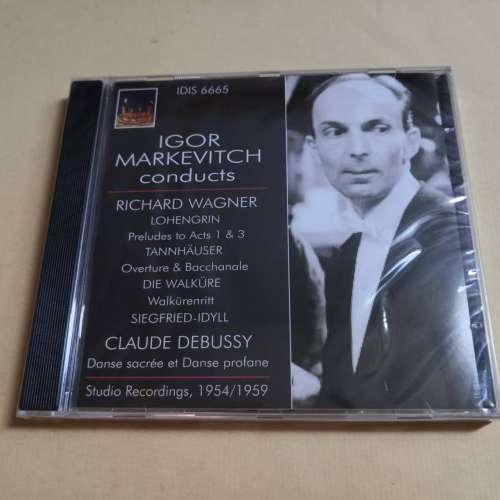 IDIS 6665
IGOR
MARKEVITCH
conducts
RICHARD WAGNER
LOHENGRIN
Preludes to Acts 1 & 3
TANNHÄUSER
Overture & Bacchanale
DIE WALKÜRE
Walkürenritt
SIEGFRIED-IDYLL
CLAUDE DEBUSSY
Danse sacrée et Danse profane
Studio Recordings, 1954/1959